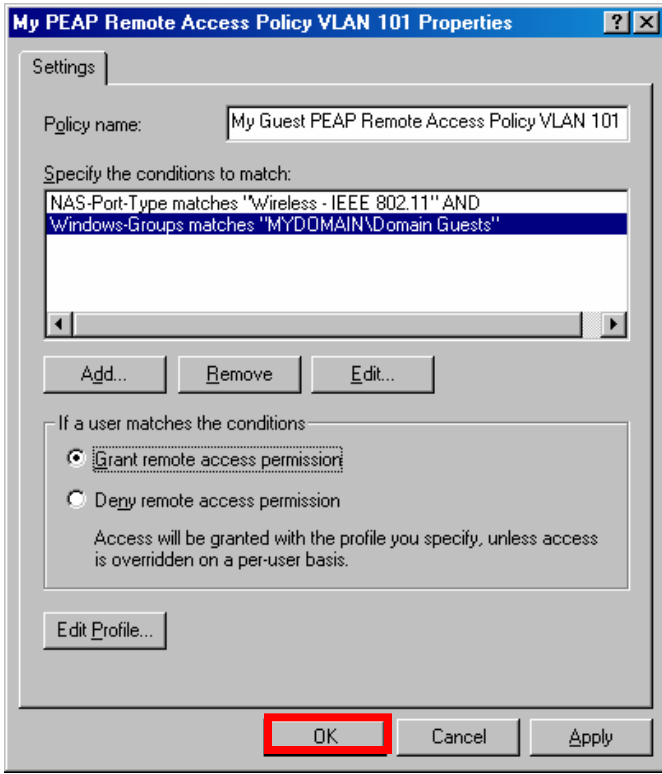 My PEAP Remote Access Policy VLAN 101 Properties
Settings
Policy name:
My Guest PEAP Remote Access Policy VLAN 101
Specify the conditions to match:
NAS-Port-Type matches "Wireless - IEEE 802.11" AND
Windows-Groups matches "MYDOMAIN\Domain Guests"
Add... Remove Edit...
If a user matches the conditions
Grant remote access permission
Deny remote access permission
Access will be granted with the profile you specify, unless access
is overridden on a per-user basis.
Edit Profile...
OK Cancel Apply